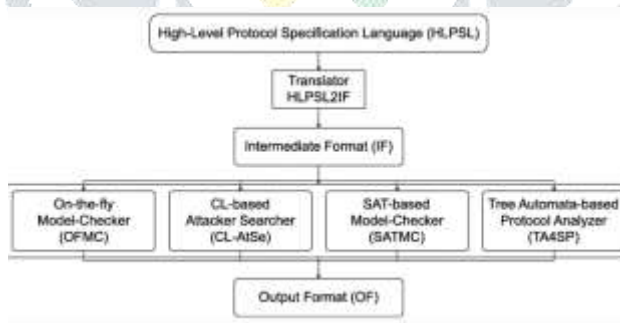 High-Level Protocol Specification Language (HLPSL)
Translator
HLPSL2IF
Intermediate Format (IF)
On-the-fly
Model-Checker
(OFMC)
CL-based
Attacker Searcher
(CL-AtSe)
SAT-based
Model-Checker
(SATMC)
Tree Automata-based
Protocol Analyzer
(TA4SP)
Output Format (OF)